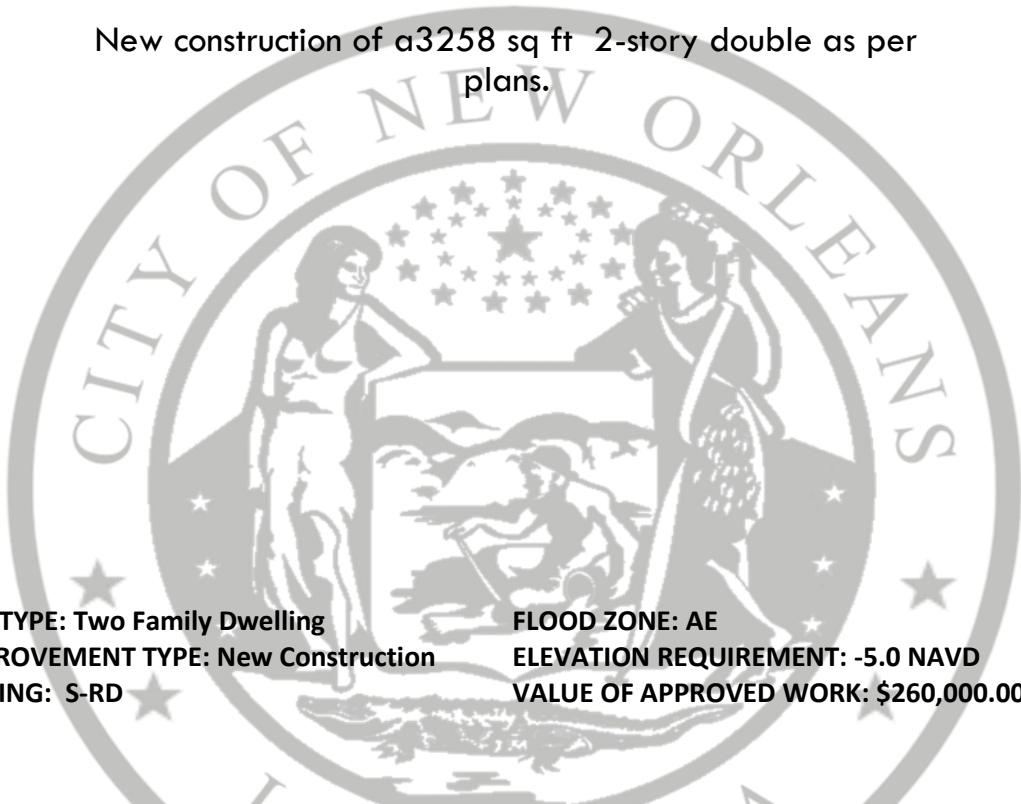 New construction of a3258 sq ft 2-story double as per
plans.
CITY OF NEW ORLEANS
TYPE: Two Family Dwelling
ROVEMENT TYPE: New Construction
ING: S-RD
FLOOD ZONE: AE
ELEVATION REQUIREMENT: -5.0 NAVD
VALUE OF APPROVED WORK: $260,000.00